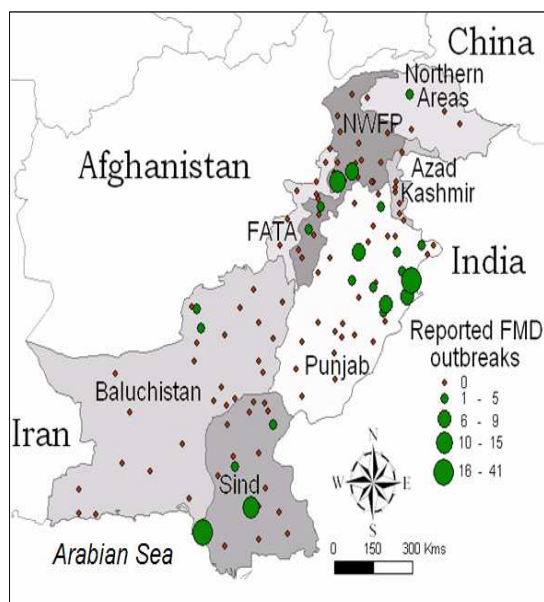 China
Northern
Areas
NWFP
Afghanistan
Azad
Kashmir
FATA
India
Reported FMD
outbreaks
0
1 - 5
6 - 9
10 - 15
16 - 41
Punjab
Baluchistan
Iran
Sind
N
W E
S
Arabian Sea
0 150 300 Kms